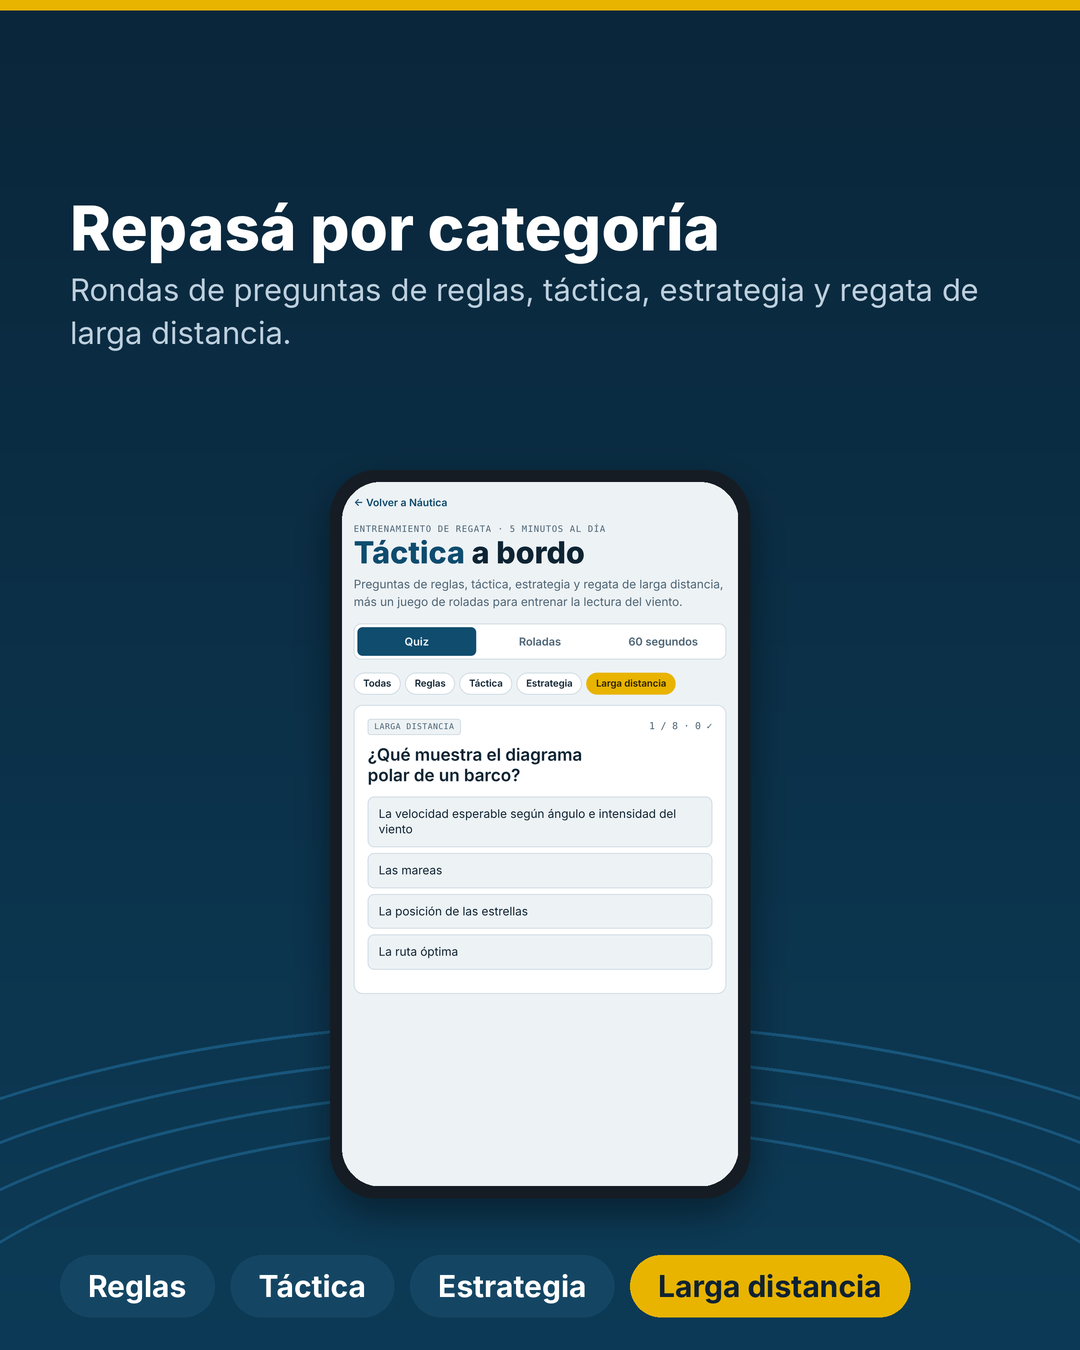 Repasá por categoría
Rondas de preguntas de reglas, táctica, estrategia y regata de
larga distancia.
← Volver a Náutica
ENTRENAMIENTO DE REGATA · 5 MINUTOS AL DÍA
Táctica a bordo
Preguntas de reglas, táctica, estrategia y regata de larga distancia,
más un juego de roladas para entrenar la lectura del viento.
Quiz Roladas 60 segundos
Todas Reglas Táctica Estrategia Larga distancia
LARGA DISTANCIA 1 / 8 · 0 ✓
¿Qué muestra el diagrama
polar de un barco?
La velocidad esperable según ángulo e intensidad del
viento
Las mareas
La posición de las estrellas
La ruta óptima
Reglas Táctica Estrategia Larga distancia